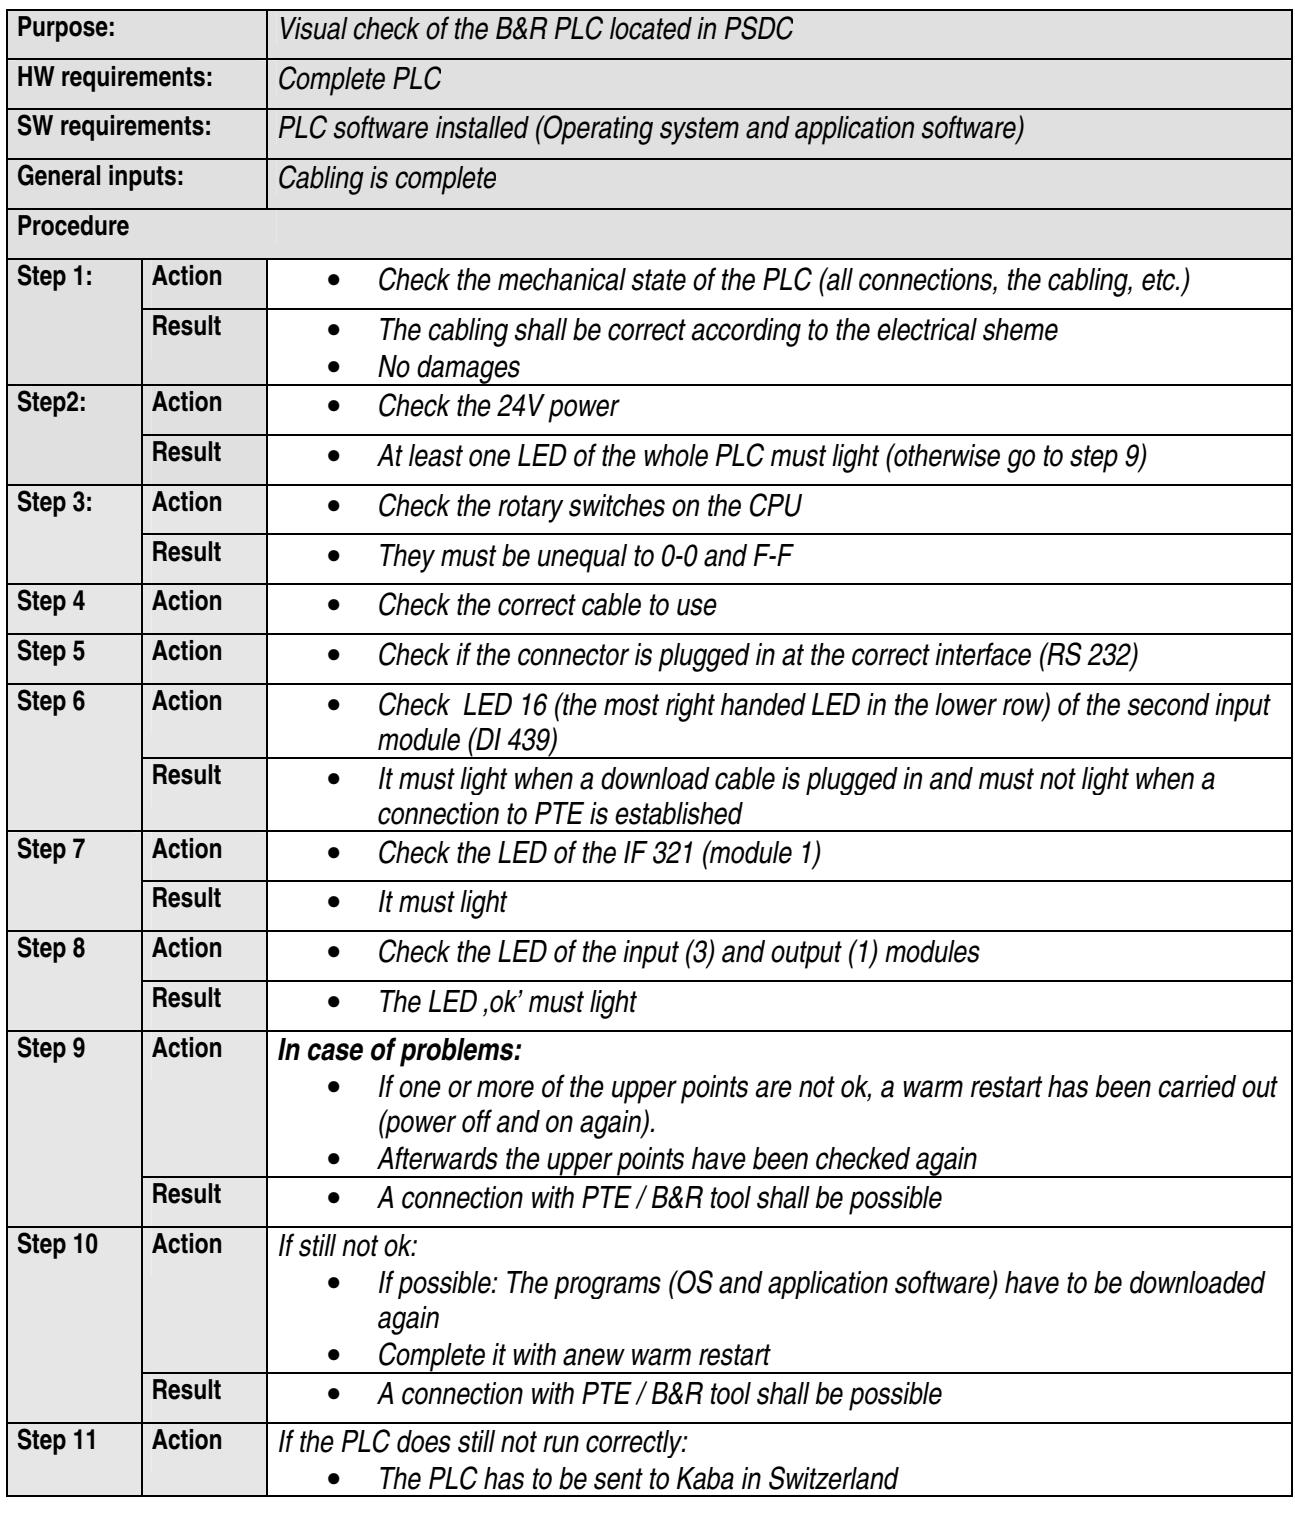 Purpose: Visual check of the B&R PLC located in PSDC
HW requirements: Complete PLC
SW requirements: PLC software installed (Operating system and application software)
General inputs: Cabling is complete
Procedure
Step 1: Action • Check the mechanical state of the PLC (all connections, the cabling, etc.)
Result • The cabling shall be correct according to the electrical sheme
• No damages
Step2: Action • Check the 24V power
Result • At least one LED of the whole PLC must light (otherwise go to step 9)
Step 3: Action • Check the rotary switches on the CPU
Result • They must be unequal to 0-0 and F-F
Step 4 Action • Check the correct cable to use
Step 5 Action • Check if the connector is plugged in at the correct interface (RS 232)
Step 6 Action • Check LED 16 (the most right handed LED in the lower row) of the second input
module (DI 439)
Result • It must light when a download cable is plugged in and must not light when a
connection to PTE is established
Step 7 Action • Check the LED of the IF 321 (module 1)
Result • It must light
Step 8 Action • Check the LED of the input (3) and output (1) modules
Result • The LED ‚ok’ must light
Step 9 Action In case of problems:
• If one or more of the upper points are not ok, a warm restart has been carried out
(power off and on again).
• Afterwards the upper points have been checked again
Result • A connection with PTE / B&R tool shall be possible
Step 10 Action If still not ok:
• If possible: The programs (OS and application software) have to be downloaded
again
• Complete it with anew warm restart
Result • A connection with PTE / B&R tool shall be possible
Step 11 Action If the PLC does still not run correctly:
• The PLC has to be sent to Kaba in Switzerland